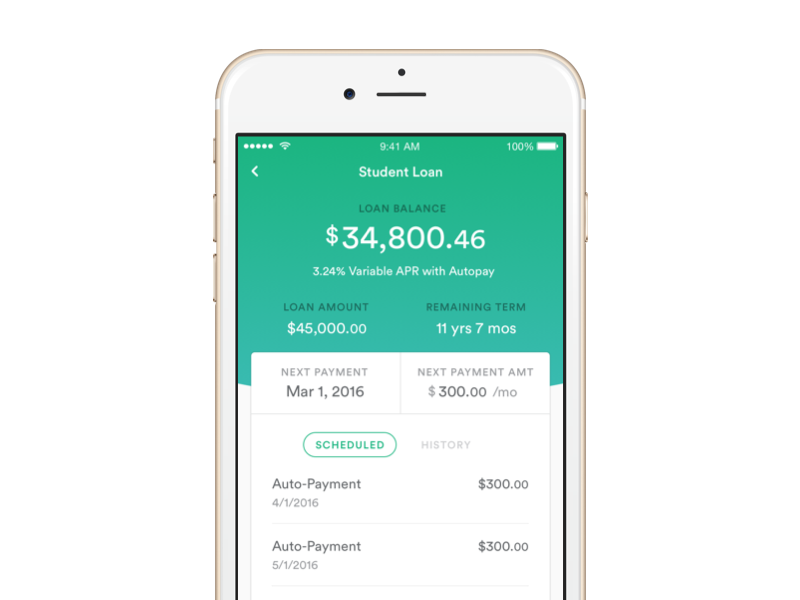 9:41 AM 100%
Student Loan
LOAN BALANCE
$34,800.46
3.24% Variable APR with Autopay
LOAN AMOUNT REMAINING TERM
$45,000.00 11 yrs 7 mos
NEXT PAYMENT NEXT PAYMENT AMT
Mar 1, 2016 $300.00 /mo
SCHEDULED HISTORY
Auto-Payment $300.00
4/1/2016
Auto-Payment $300.00
5/1/2016